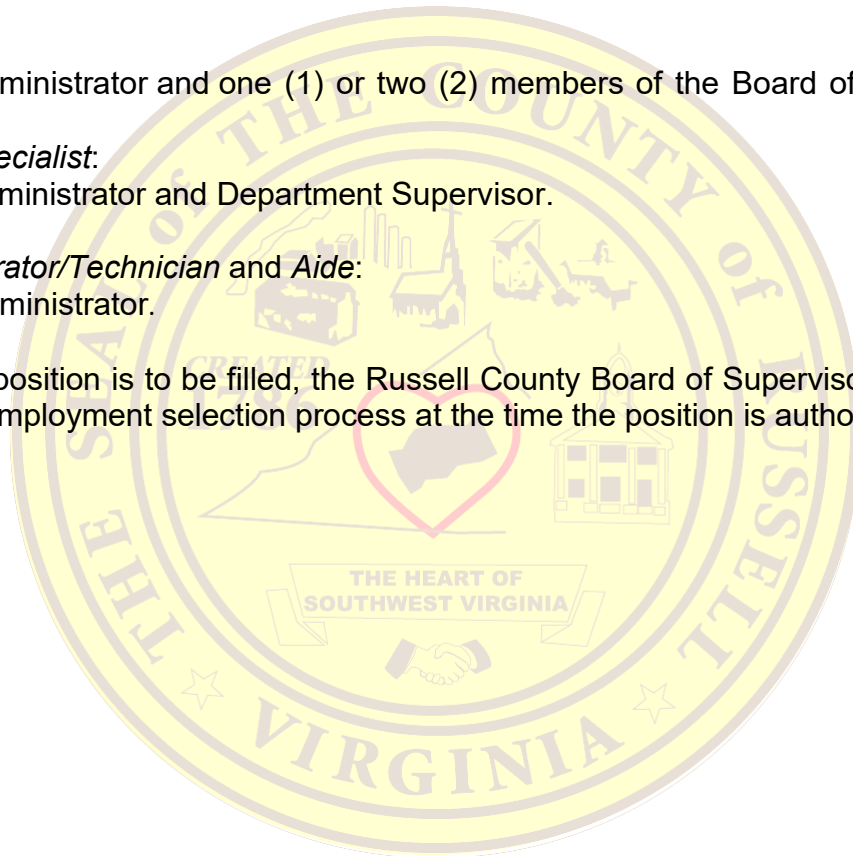 ministrator and one (1) or two (2) members of the Board of
ecialist:
ministrator and Department Supervisor.
rator/Technician and Aide:
ministrator.
position is to be filled, the Russell County Board of Superviso
mployment selection process at the time the position is autho
THE SEAL of THE COUNTY of RUSSELL
CREATED
1786
THE HEART OF
SOUTHWEST VIRGINIA
VIRGINIA